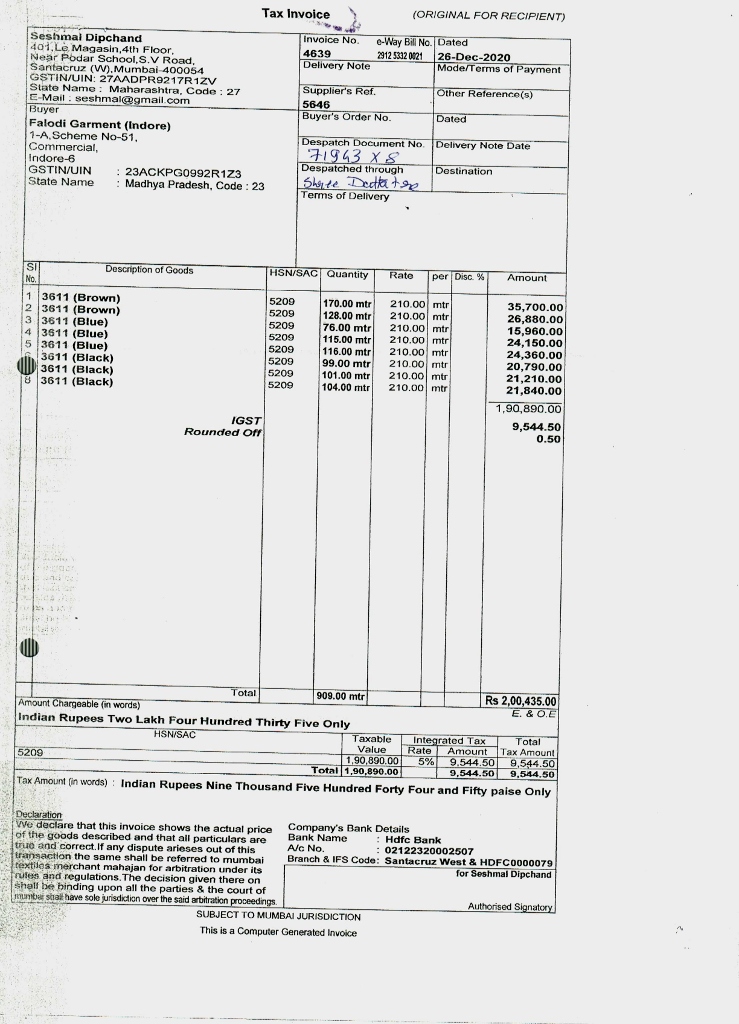 Tax Invoice
(ORIGINAL FOR RECIPIENT)
Seshmal Dipchand
401,Le Magasin,4th Floor,
Near Podar School,S.V Road,
Santacruz (W),Mumbai-400054
GSTIN/UIN: 27AADPR9217R1ZV
State Name : Maharashtra, Code : 27
E-Mail : seshmal@gmail.com
Buyer
Falodi Garment (Indore)
1-A,Scheme No-51,
Commercial,
Indore-6
GSTIN/UIN : 23ACKPG0992R1Z3
State Name : Madhya Pradesh, Code : 23
Invoice No. e-Way Bill No. Dated
4639 2912 5332 0021 26-Dec-2020
Delivery Note Mode/Terms of Payment
Supplier's Ref. Other Reference(s)
5646
Buyer's Order No. Dated
Despatch Document No. Delivery Note Date
71943 X 8
Despatched through Destination
Shree
Terms of Delivery
Sl No. Description of Goods HSN/SAC Quantity Rate per Disc. % Amount
1 3611 (Brown) 5209 170.00 mtr 210.00 mtr 35,700.00
2 3611 (Brown) 5209 128.00 mtr 210.00 mtr 26,880.00
3 3611 (Blue) 5209 76.00 mtr 210.00 mtr 15,960.00
4 3611 (Blue) 5209 115.00 mtr 210.00 mtr 24,150.00
5 3611 (Blue) 5209 116.00 mtr 210.00 mtr 24,360.00
3611 (Black) 5209 99.00 mtr 210.00 mtr 20,790.00
3611 (Black) 5209 101.00 mtr 210.00 mtr 21,210.00
8 3611 (Black) 5209 104.00 mtr 210.00 mtr 21,840.00
1,90,890.00
IGST 9,544.50
Rounded Off 0.50
Total 909.00 mtr Rs 2,00,435.00
Amount Chargeable (in words) E. & O.E
Indian Rupees Two Lakh Four Hundred Thirty Five Only
HSN/SAC Taxable Value Integrated Tax Rate Amount Total Tax Amount
5209 1,90,890.00 5% 9,544.50 9,544.50
Total 1,90,890.00 9,544.50 9,544.50
Tax Amount (in words) : Indian Rupees Nine Thousand Five Hundred Forty Four and Fifty paise Only
Declaration
We declare that this invoice shows the actual price
of the goods described and that all particulars are
true and correct.If any dispute arieses out of this
transaction the same shall be referred to mumbai
textiles merchant mahajan for arbitration under its
rules and regulations.The decision given there on
shall be binding upon all the parties & the court of
mumbai shall have sole jurisdiction over the said arbitration proceedings.
Company's Bank Details
Bank Name : Hdfc Bank
A/c No. : 02122320002507
Branch & IFS Code: Santacruz West & HDFC0000079
for Seshmal Dipchand
Authorised Signatory
SUBJECT TO MUMBAI JURISDICTION
This is a Computer Generated Invoice